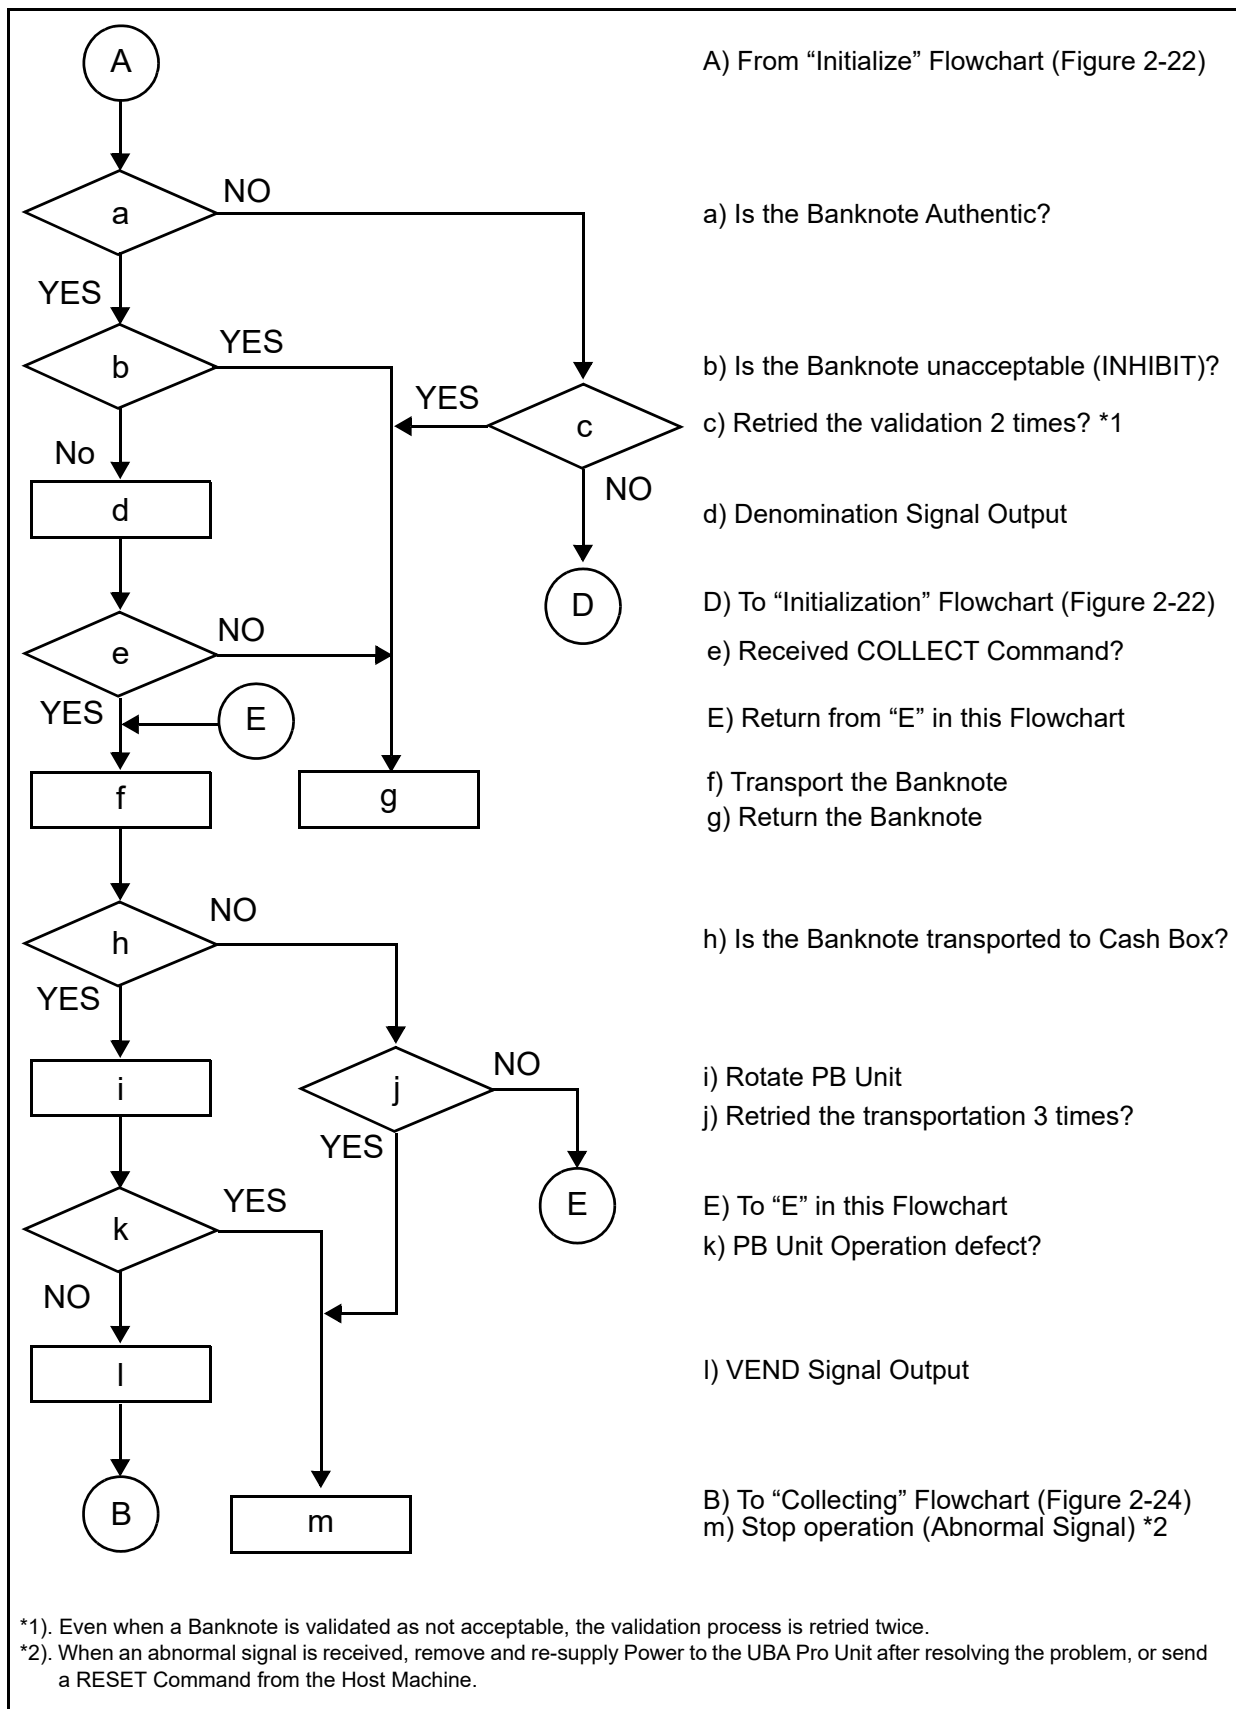 A
A) From “Initialize” Flowchart (Figure 2-22)
NO
a
a) Is the Banknote Authentic?
YES
YES
b
b) Is the Banknote unacceptable (INHIBIT)?
YES
c
c) Retried the validation 2 times? *1
No
NO
d
d) Denomination Signal Output
D
D) To “Initialization” Flowchart (Figure 2-22)
NO
e
e) Received COLLECT Command?
YES
E
E) Return from “E” in this Flowchart
f
g
f) Transport the Banknote
g) Return the Banknote
NO
h
h) Is the Banknote transported to Cash Box?
YES
NO
i
j
i) Rotate PB Unit
j) Retried the transportation 3 times?
YES
YES
E
E) To “E” in this Flowchart
k
k) PB Unit Operation defect?
NO
l
l) VEND Signal Output
B
m
B) To “Collecting” Flowchart (Figure 2-24)
m) Stop operation (Abnormal Signal) *2
*1). Even when a Banknote is validated as not acceptable, the validation process is retried twice.
*2). When an abnormal signal is received, remove and re-supply Power to the UBA Pro Unit after resolving the problem, or send
a RESET Command from the Host Machine.